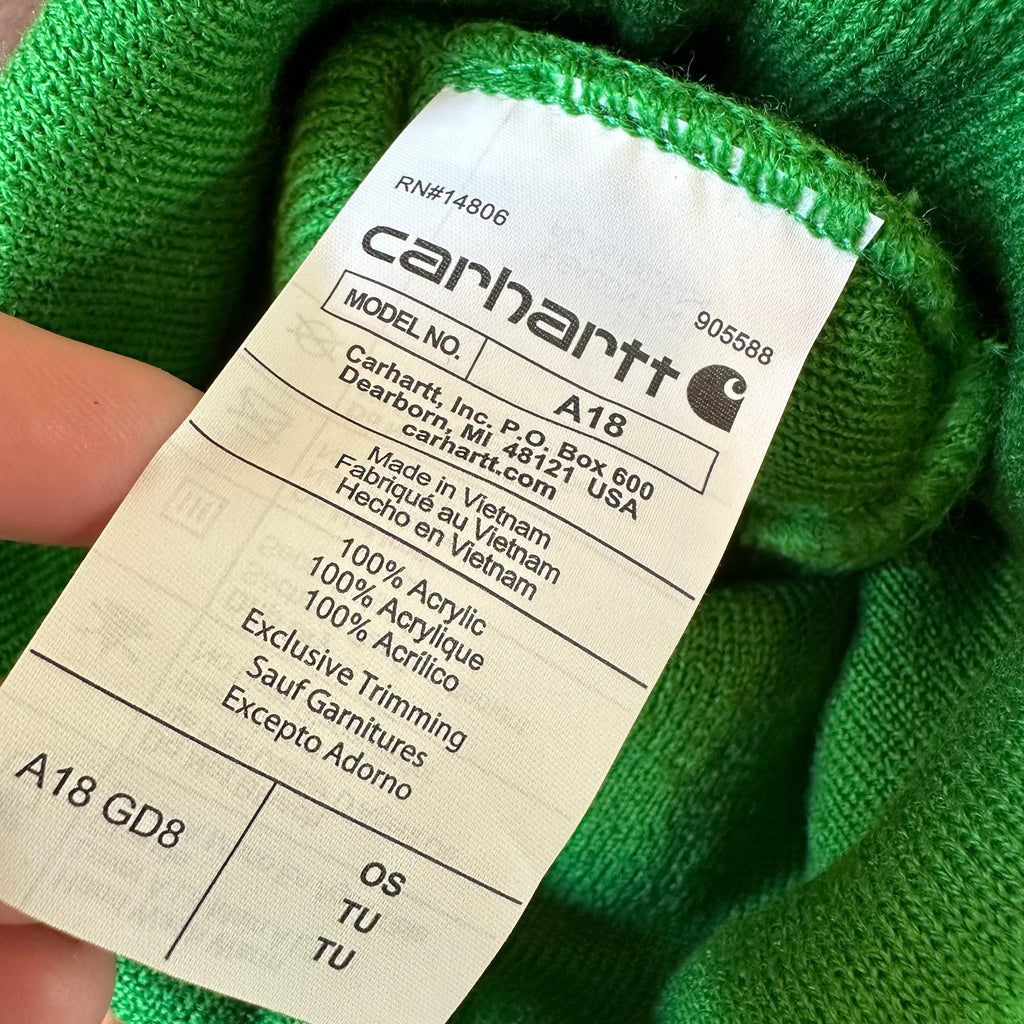 RN#14806
905588
carhartt
MODEL NO. A18
Carhartt, Inc. P.O. Box 600
Dearborn, MI 48121 USA
carhartt.com
Made in Vietnam
Fabriqué au Vietnam
Hecho en Vietnam
100% Acrylic
100% Acrylique
100% Acrílico
Exclusive Trimming
Sauf Garnitures
Excepto Adorno
A18 GD8
OS
TU
TU